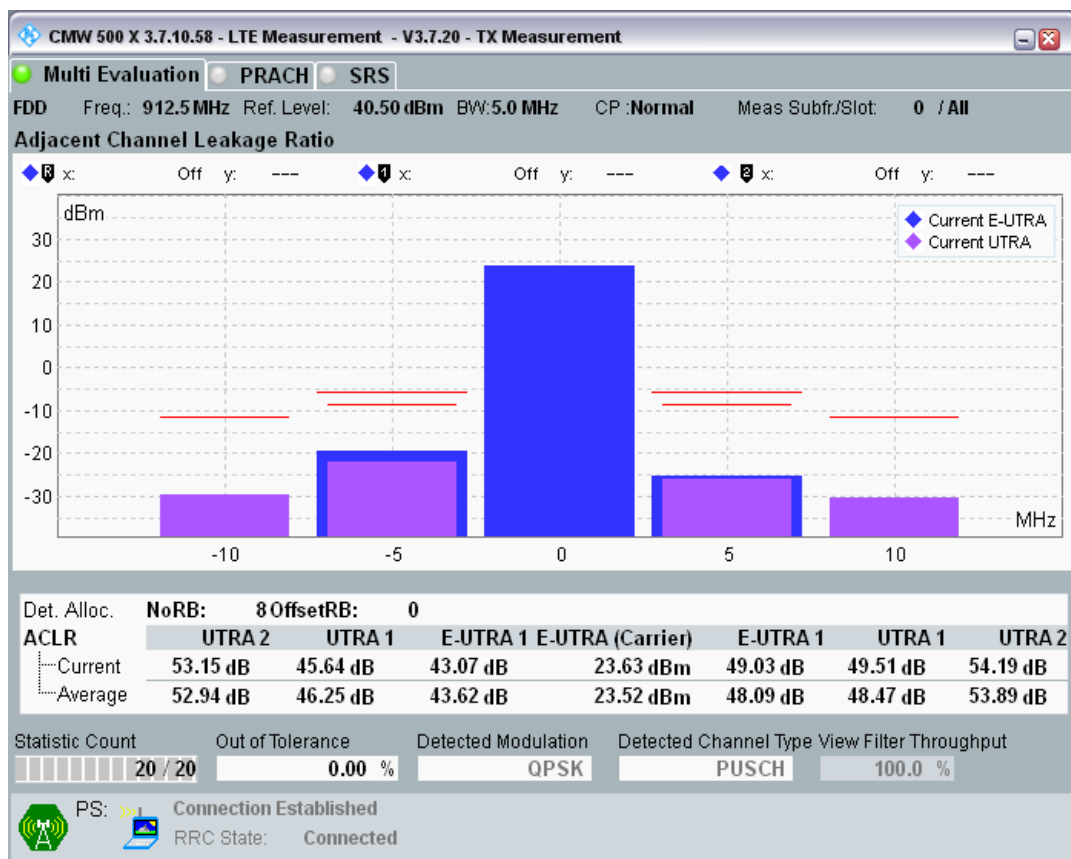 CMW 500 X 3.7.10.58 - LTE Measurement - V3.7.20 - TX Measurement
Multi Evaluation PRACH SRS
FDD Freq.: 912.5 MHz Ref. Level: 40.50 dBm BW:5.0 MHz CP :Normal Meas Subfr./Slot: 0 / All
Adjacent Channel Leakage Ratio
R x: Off y: --- 1 x: Off y: --- 2 x: Off y: ---
dBm
Current E-UTRA
Current UTRA
30
20
10
0
-10
-20
-30
MHz
-10 -5 0 5 10
Det. Alloc. NoRB: 8 OffsetRB: 0
ACLR UTRA 2 UTRA 1 E-UTRA 1 E-UTRA (Carrier) E-UTRA 1 UTRA 1 UTRA 2
Current 53.15 dB 45.64 dB 43.07 dB 23.63 dBm 49.03 dB 49.51 dB 54.19 dB
Average 52.94 dB 46.25 dB 43.62 dB 23.52 dBm 48.09 dB 48.47 dB 53.89 dB
Statistic Count Out of Tolerance Detected Modulation Detected Channel Type View Filter Throughput
20 / 20 0.00 % QPSK PUSCH 100.0 %
PS: Connection Established
RRC State: Connected